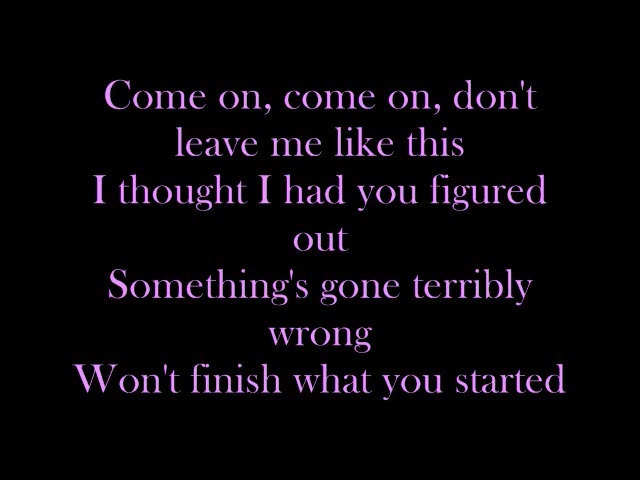 Come on, come on, don't
leave me like this
I thought I had you figured
out
Something's gone terribly
wrong
Won't finish what you started